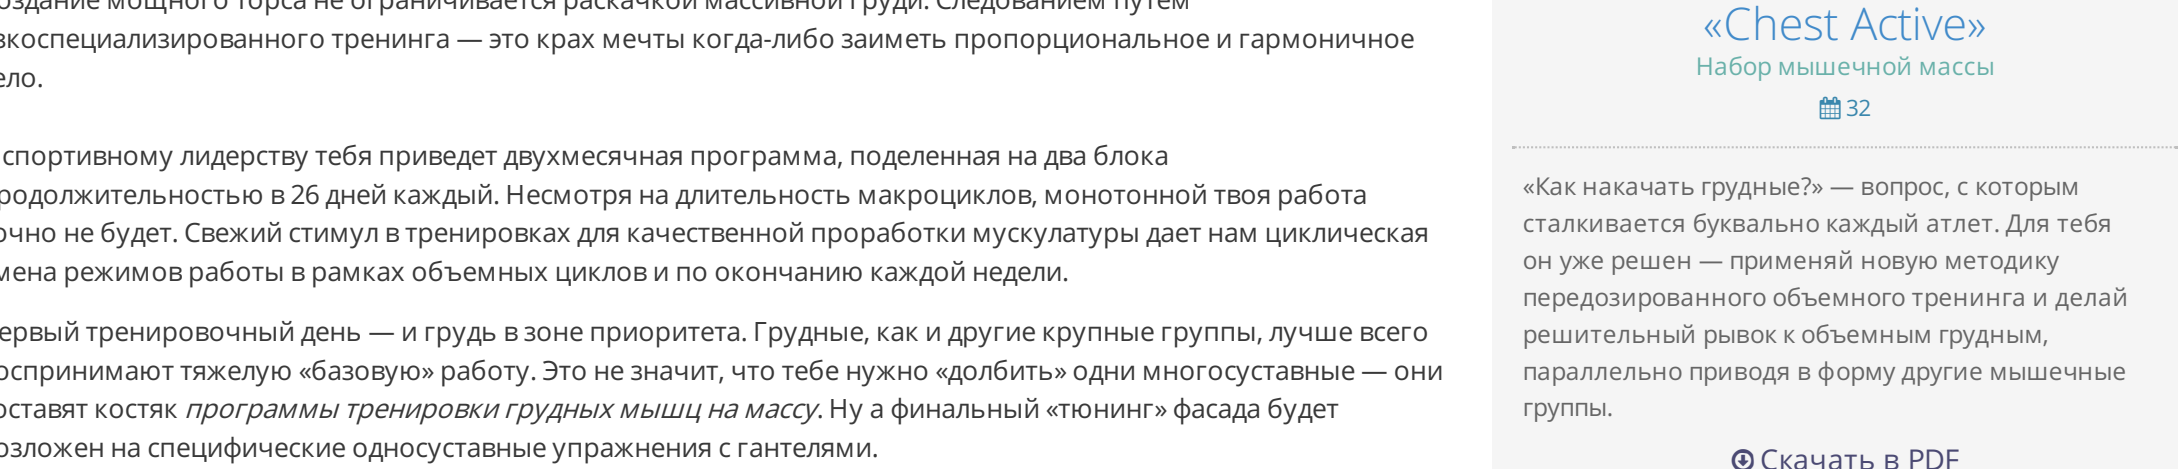 оздание мощного торса не ограничивается раскачкой массивной груди. Следованием путем
зкоспециализированного тренинга — это крах мечты когда-либо заиметь пропорциональное и гармоничное
ело.
спортивному лидерству тебя приведет двухмесячная программа, поделенная на два блока
родолжительностью в 26 дней каждый. Несмотря на длительность макроциклов, монотонной твоя работа
очно не будет. Свежий стимул в тренировках для качественной проработки мускулатуры дает нам циклическая
мена режимов работы в рамках объемных циклов и по окончанию каждой недели.
ервый тренировочный день — и грудь в зоне приоритета. Грудные, как и другие крупные группы, лучше всего
оспринимают тяжелую «базовую» работу. Это не значит, что тебе нужно «долбить» одни многосуставные — они
оставят костяк программы тренировки грудных мышц на массу. Ну а финальный «тюнинг» фасада будет
озложен на специфические односуставные упражнения с гантелями.
«Chest Active»
Набор мышечной массы
32
«Как накачать грудные?» — вопрос, с которым
сталкивается буквально каждый атлет. Для тебя
он уже решен — применяй новую методику
передозированного объемного тренинга и делай
решительный рывок к объемным грудным,
параллельно приводя в форму другие мышечные
группы.
Скачать в PDF